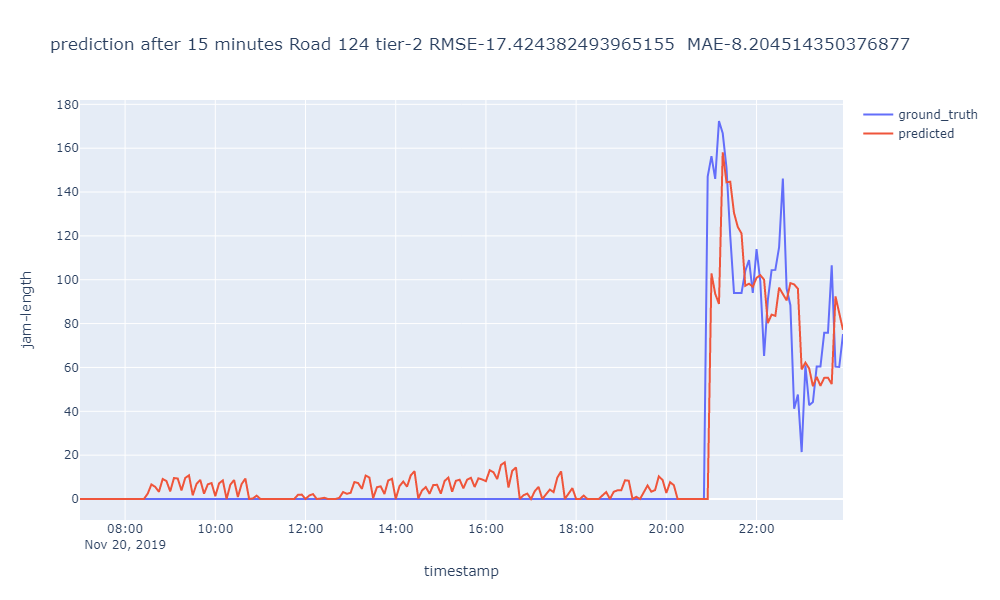 prediction after 15 minutes Road 124 tier-2 RMSE-17.424382493965155  MAE-8.204514350376877
ground_truth
predicted
180
160
140
120
100
80
60
40
20
0
jam-length
08:00 10:00 12:00 14:00 16:00 18:00 20:00 22:00
Nov 20, 2019
timestamp